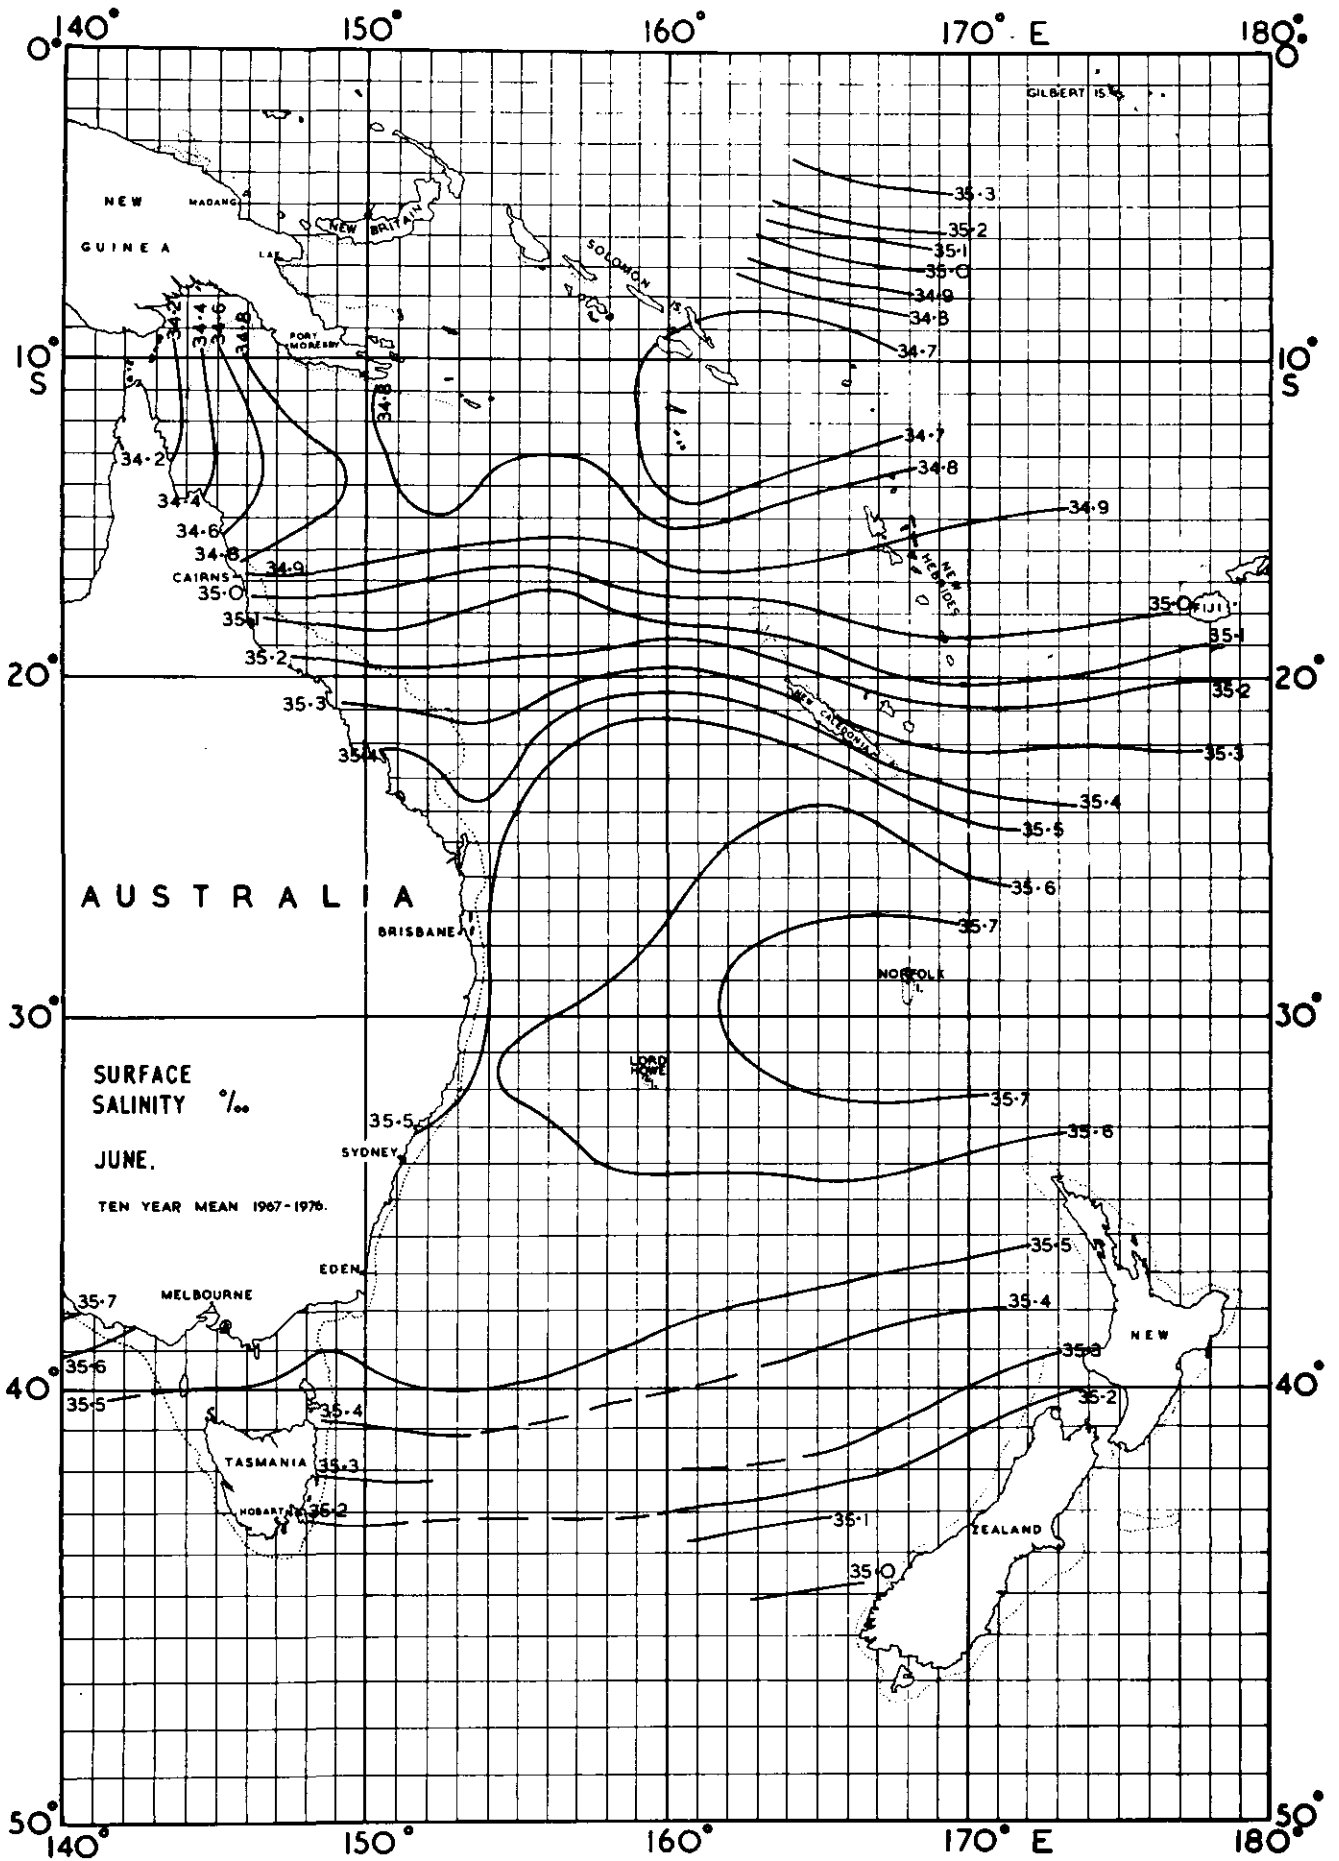 140° 150° 160° 170° E 180°
0° 0°
GILBERT IS.
NEW
GUINEA
MADANG
LAE
NEW BRITAIN
SOLOMON IS.
PORT
MORESBY
35·3
35·2
35·1
35·0
34·9
34·8
34·7
34·2 34·4 34·6 34·8
10° 10°
S S
34·8
34·7
34·8
34·9
34·2
34·4
34·6
34·8
34·9
CAIRNS
35·0
35·1
35·2
NEW
HEBRIDES
35·0
FIJI
35·1
35·2
20° 20°
35·3
35·4
NEW CALEDONIA
35·3
35·4
35·5
35·6
35·7
AUSTRALIA
BRISBANE
NORFOLK
I.
30° 30°
LORD
HOWE
I.
SURFACE
SALINITY ‰
JUNE.
TEN YEAR MEAN 1967-1976.
35·5
SYDNEY
35·7
35·6
35·5
35·4
35·3
35·2
EDEN
MELBOURNE
35·7
35·6
35·5
40° 40°
35·4
TASMANIA
35·3
HOBART
35·2
NEW
ZEALAND
35·1
35·0
50° 50°
140° 150° 160° 170° E 180°